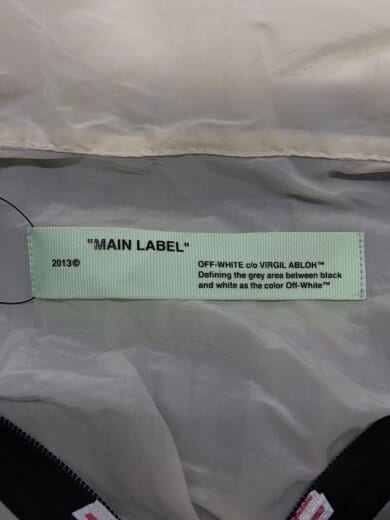 "MAIN LABEL"
2013©
OFF-WHITE c/o VIRGIL ABLOH™
Defining the grey area between black
and white as the color Off-White™